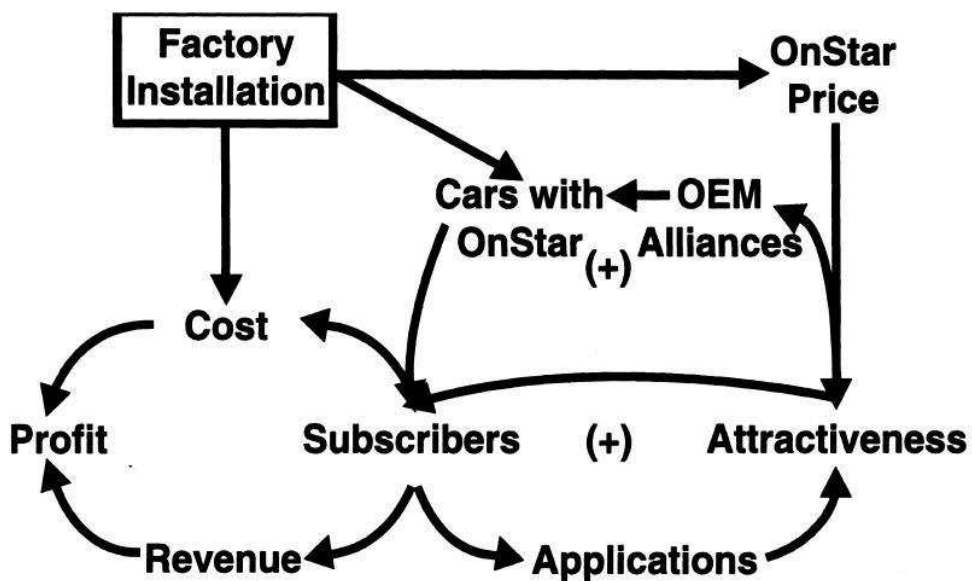 Factory
Installation
OnStar
Price
Cars with
OnStar
OEM
Alliances
(+)
Cost
Profit
Subscribers
(+)
Attractiveness
Revenue
Applications